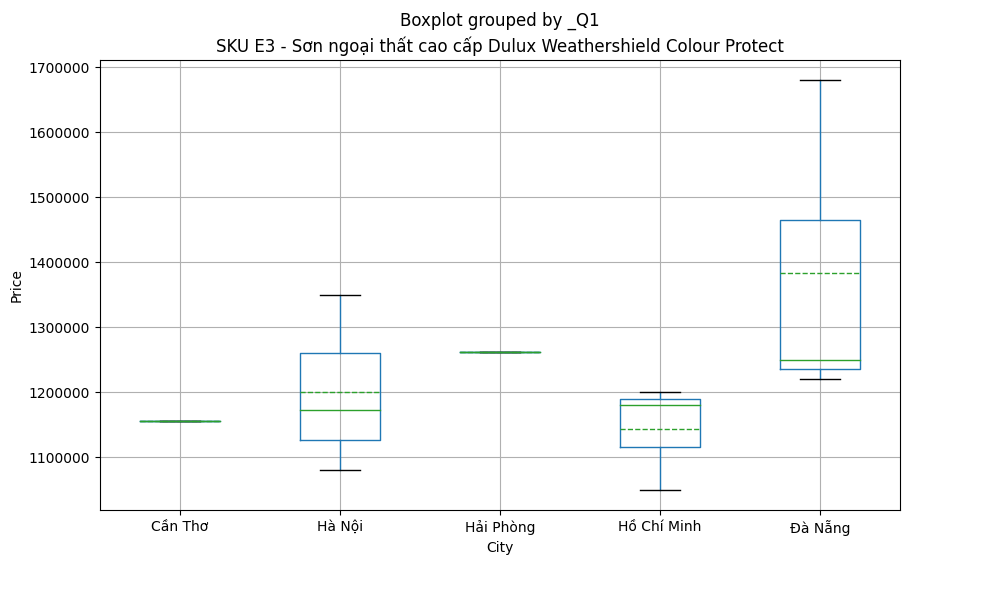 Boxplot grouped by _Q1
SKU E3 - Sơn ngoại thất cao cấp Dulux Weathershield Colour Protect
1700000
1600000
1500000
1400000
1300000
1200000
1100000
Price
Cần Thơ
Hà Nội
Hải Phòng
Hồ Chí Minh
Đà Nẵng
City